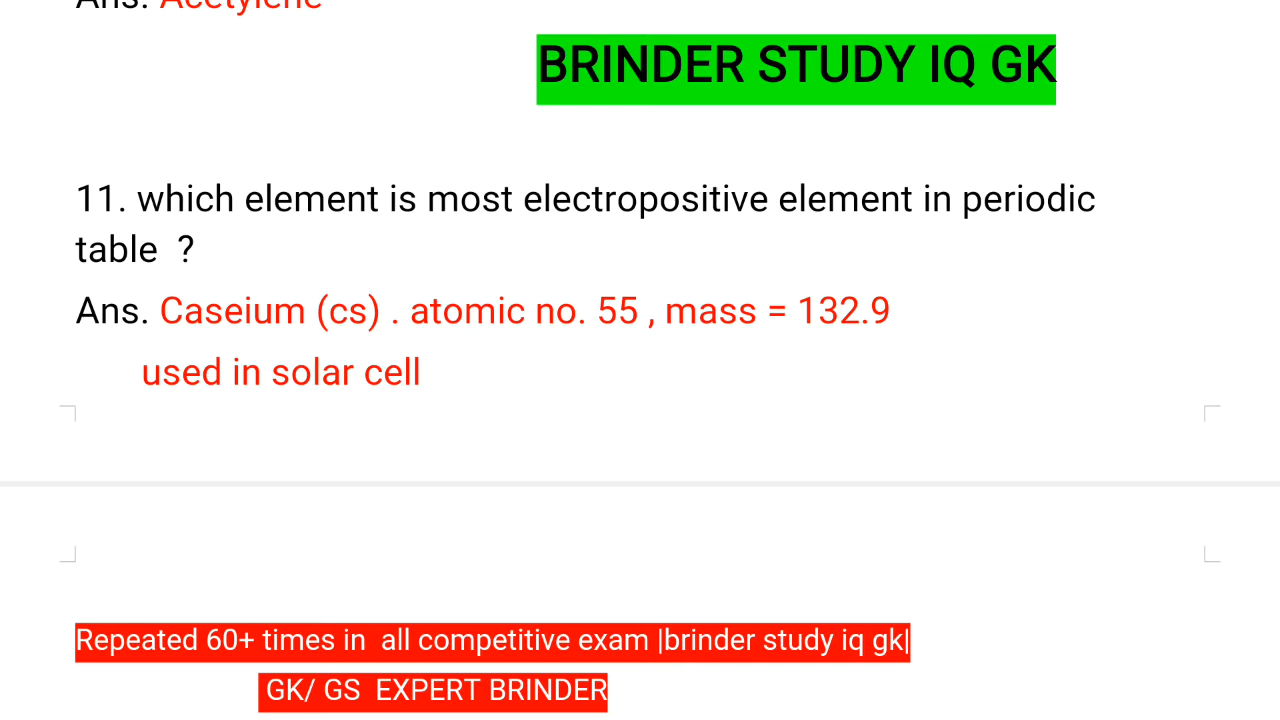 Ans. Acetylene
BRINDER STUDY IQ GK
11. which element is most electropositive element in periodic
table ?
Ans. Caseium (cs) . atomic no. 55 , mass = 132.9
used in solar cell
Repeated 60+ times in all competitive exam |brinder study iq gk|
GK/ GS EXPERT BRINDER